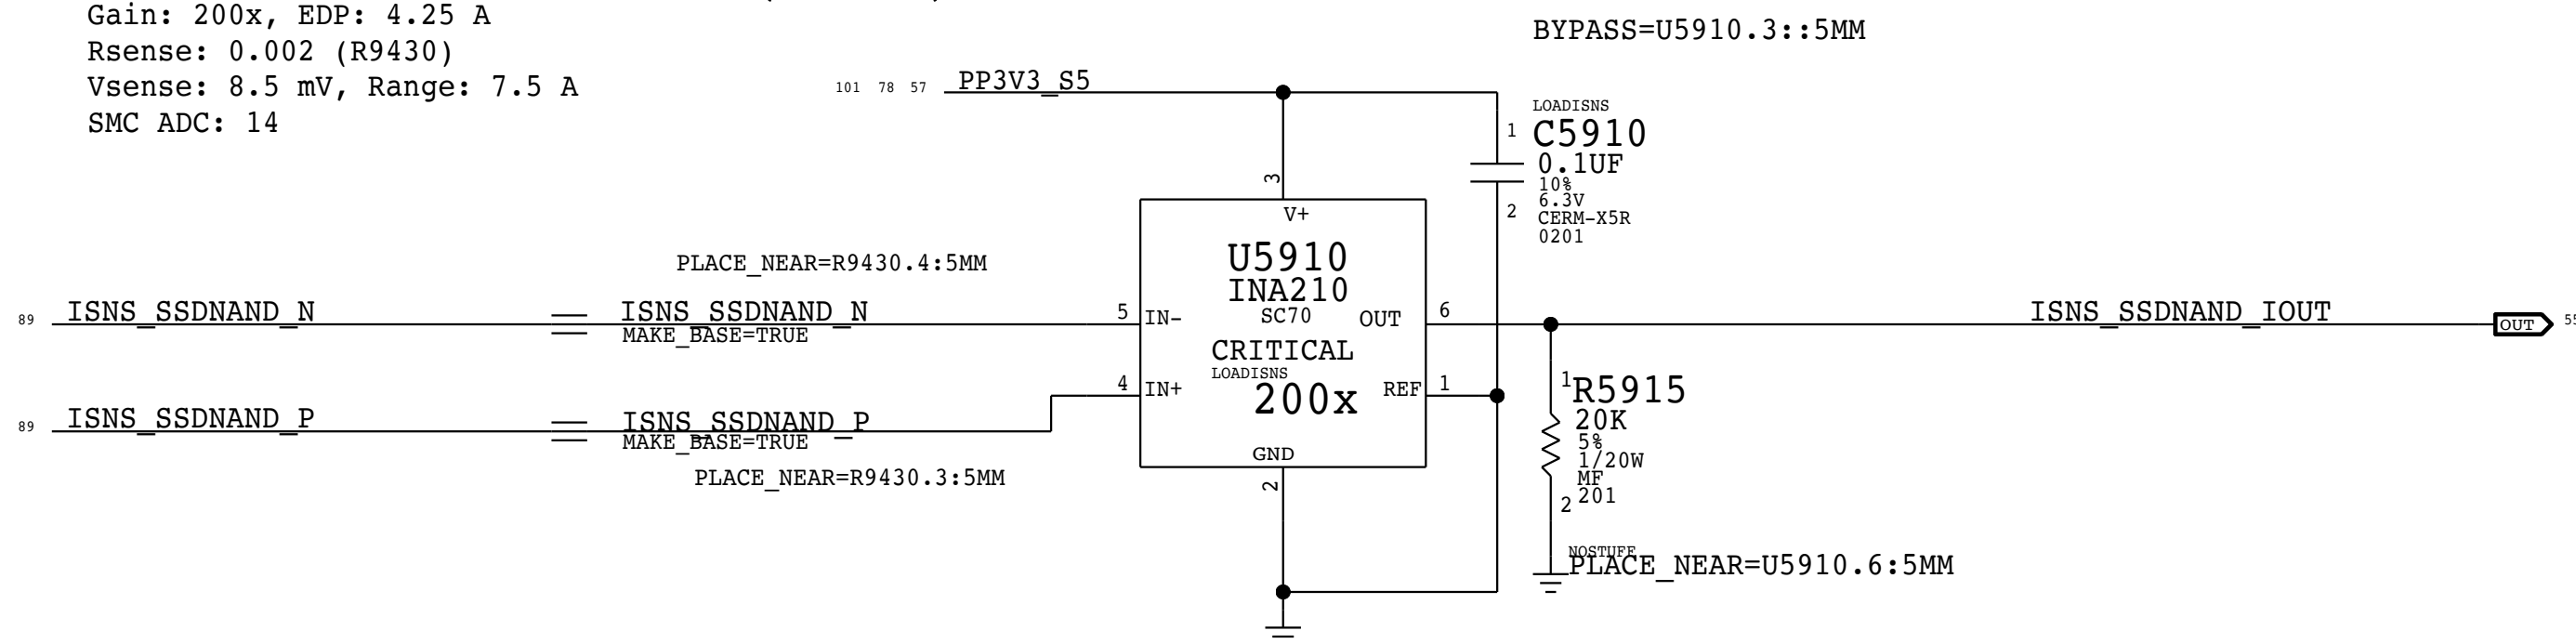 Gain: 200x, EDP: 4.25 A
Rsense: 0.002 (R9430)
Vsense: 8.5 mV, Range: 7.5 A
SMC ADC: 14
BYPASS=U5910.3::5MM
101 78 57 PP3V3_S5
LOADISNS
1 C5910
0.1UF
10%
6.3V
2 CERM-X5R
0201
3
V+
U5910
INA210
SC70
CRITICAL
LOADISNS
200x
PLACE_NEAR=R9430.4:5MM
89 ISNS_SSDNAND_N ISNS_SSDNAND_N
MAKE_BASE=TRUE
5 IN-
OUT 6
ISNS_SSDNAND_IOUT
OUT
4 IN+
REF 1
89 ISNS_SSDNAND_P ISNS_SSDNAND_P
MAKE_BASE=TRUE
PLACE_NEAR=R9430.3:5MM
GND
2
1 R5915
20K
5%
1/20W
MF
2 201
NOSTUFF
PLACE_NEAR=U5910.6:5MM